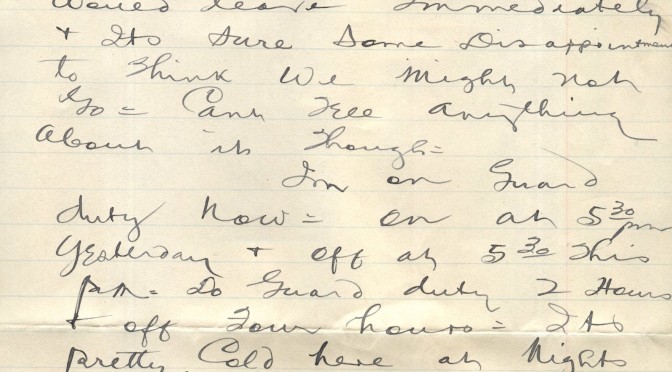 would leave immediately
+ Its sure some Disappointment
to think we might not
Go = Cant Tell anything
About it though =
Im on Guard
duty Now = on at 5 30 pm
Yesterday + off at 5 30 this
pm = Do Guard duty 2 Hours
+ off Four hours = Its
pretty Cold here at Nights